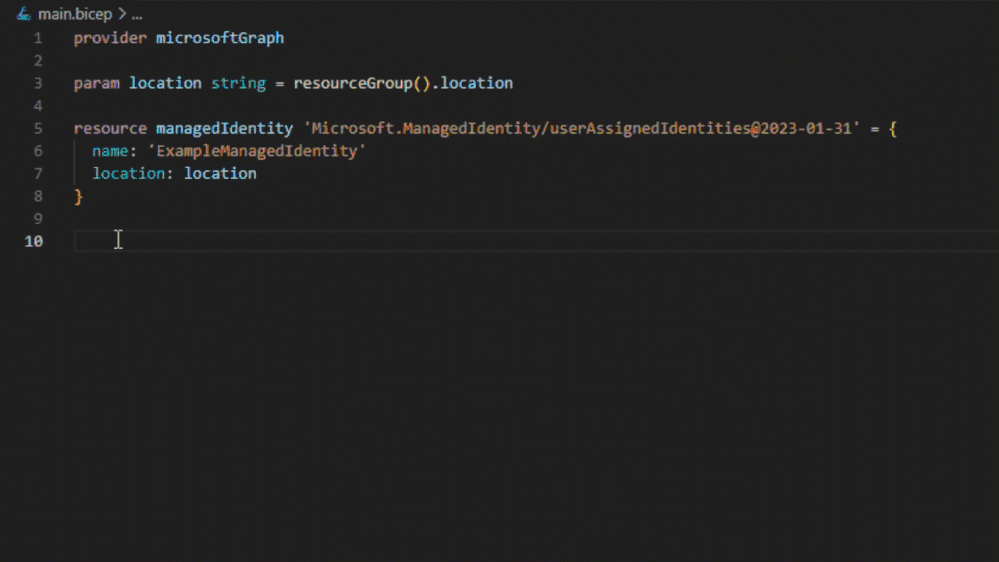 main.bicep > ...
1 provider microsoftGraph
2
3 param location string = resourceGroup().location
4
5 resource managedIdentity 'Microsoft.ManagedIdentity/userAssignedIdentities@2023-01-31' = {
6 name: 'ExampleManagedIdentity'
7 location: location
8 }
9
10